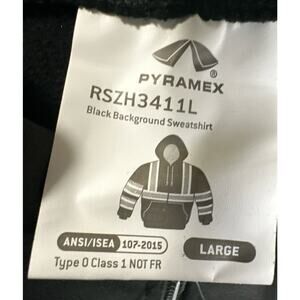 PYRAMEX®
RSZH3411L
Black Background Sweatshirt
ANSI/ISEA 107-2015 LARGE
Type O Class 1 NOT FR